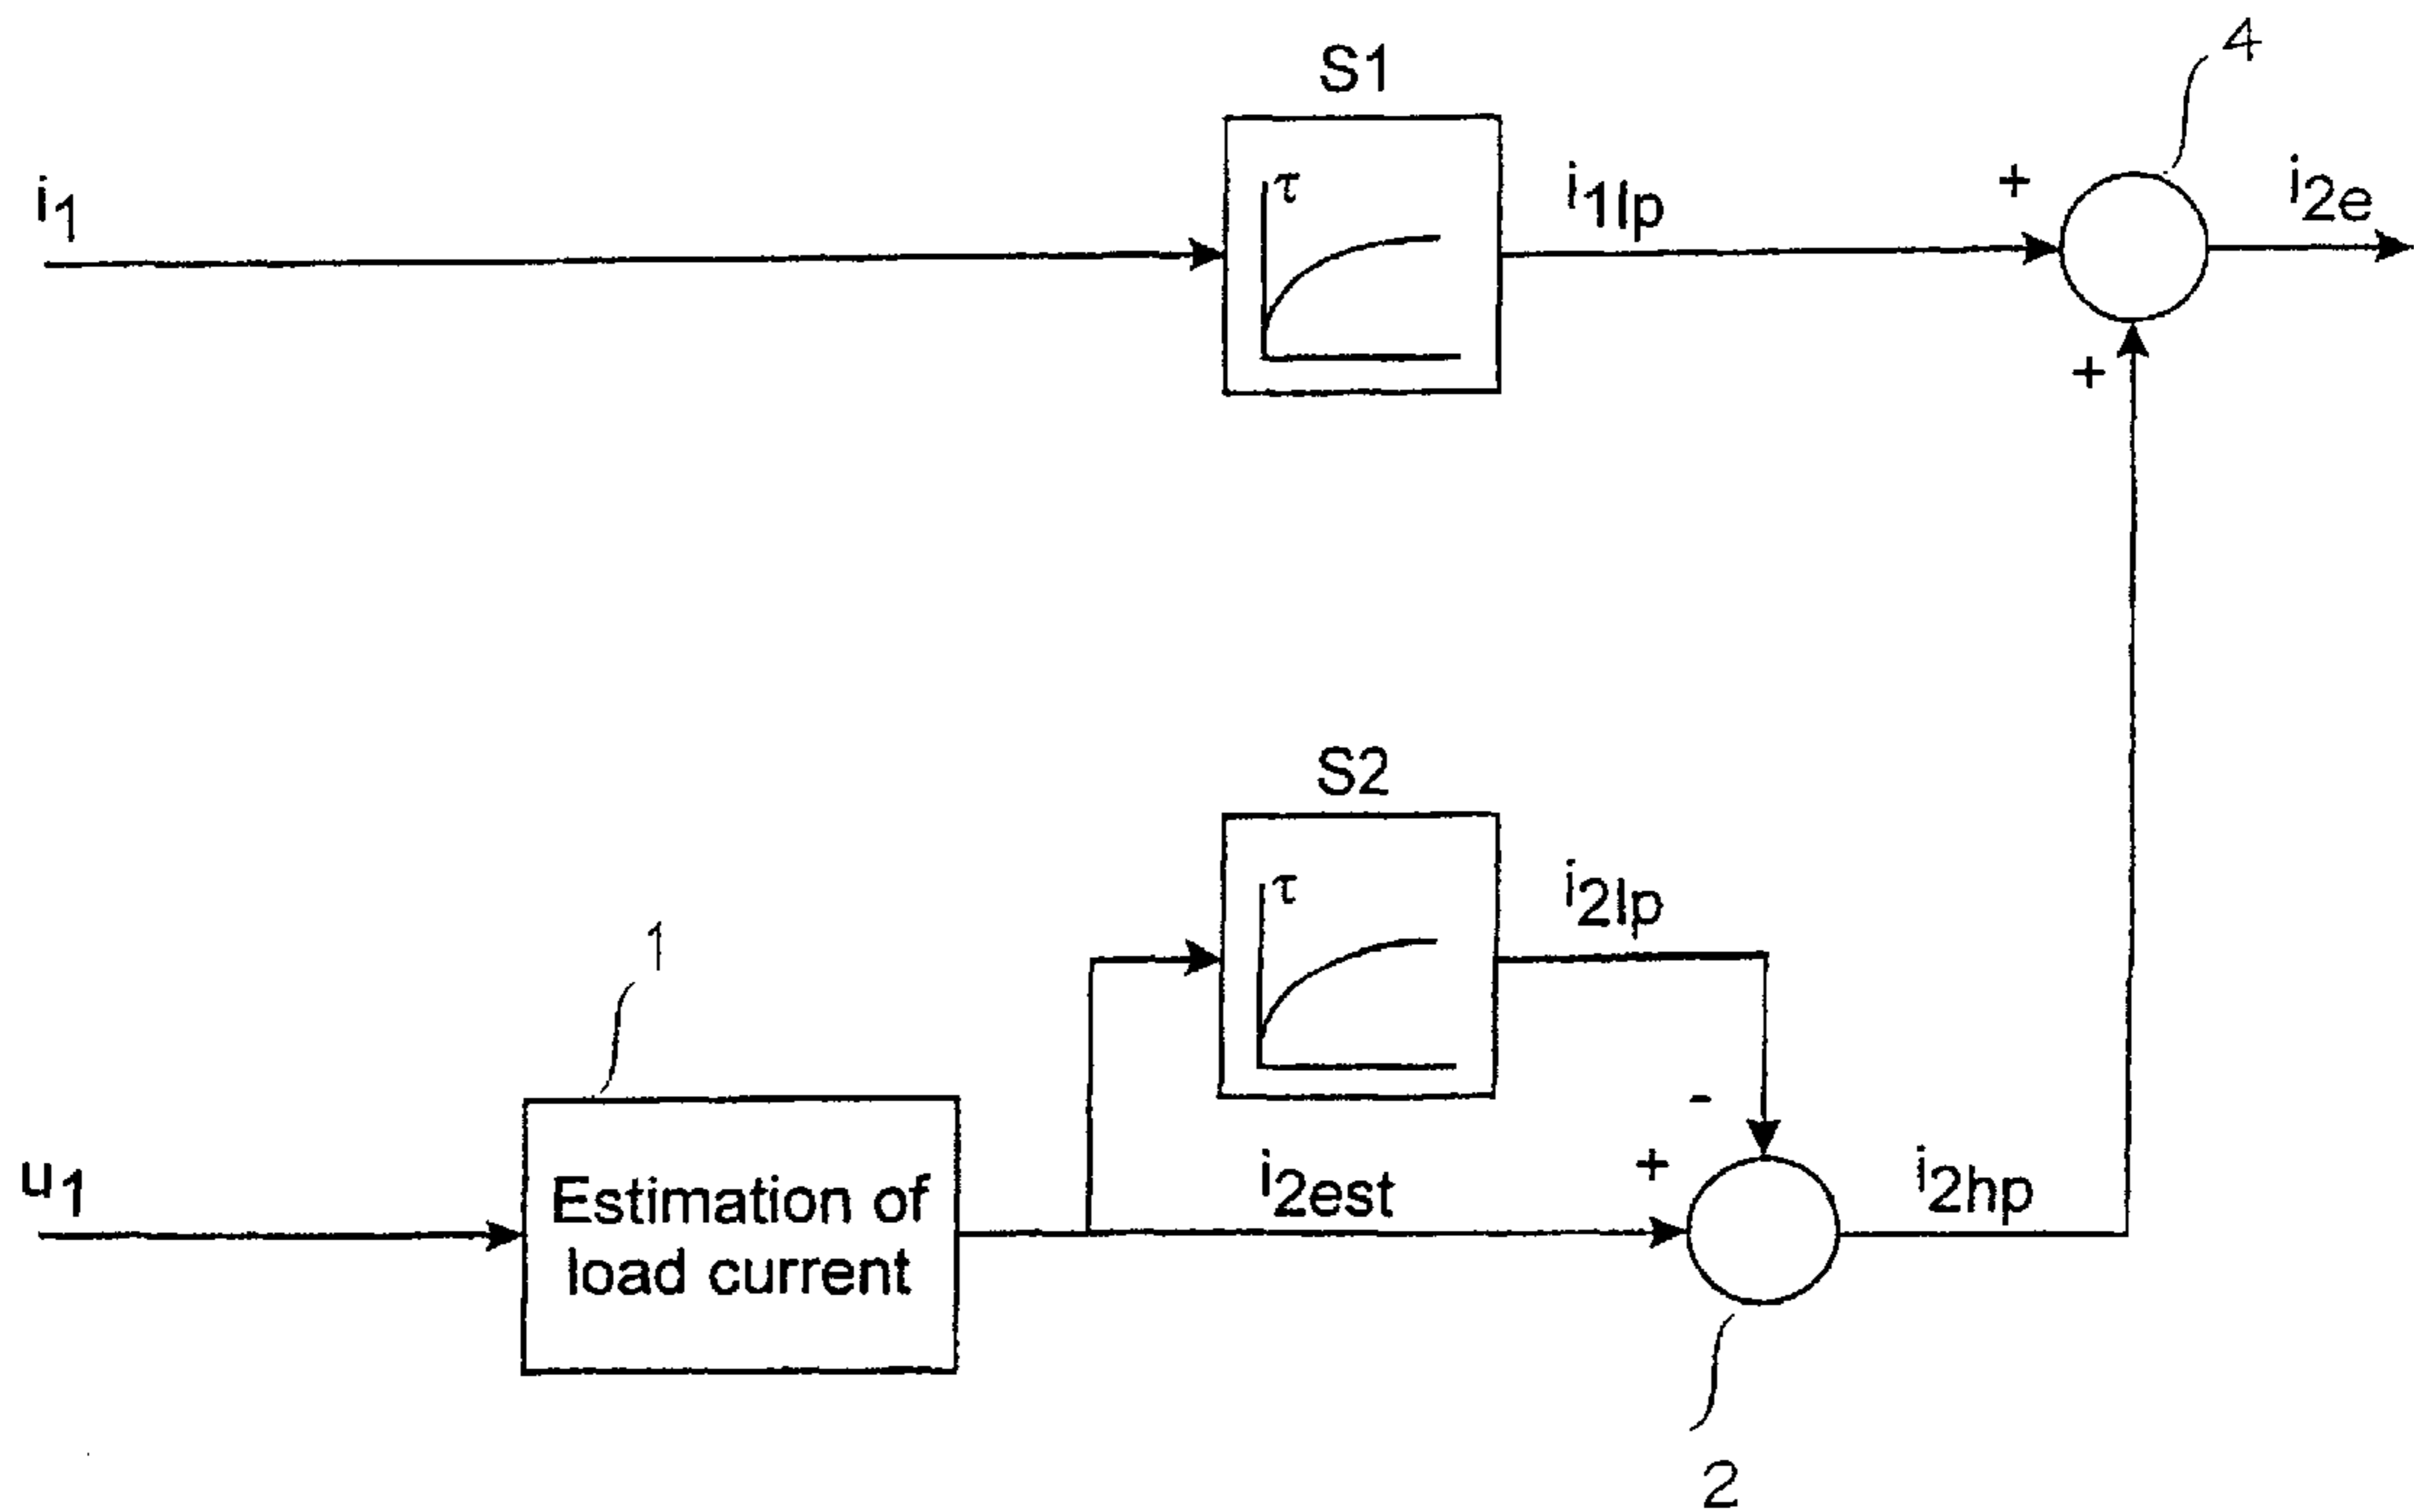 S1
4
i1
τ
i1lp
+
i2e
+
S2
τ
i2lp
1
-
u1
Estimation of
load current
i2est
+
i2hp
2